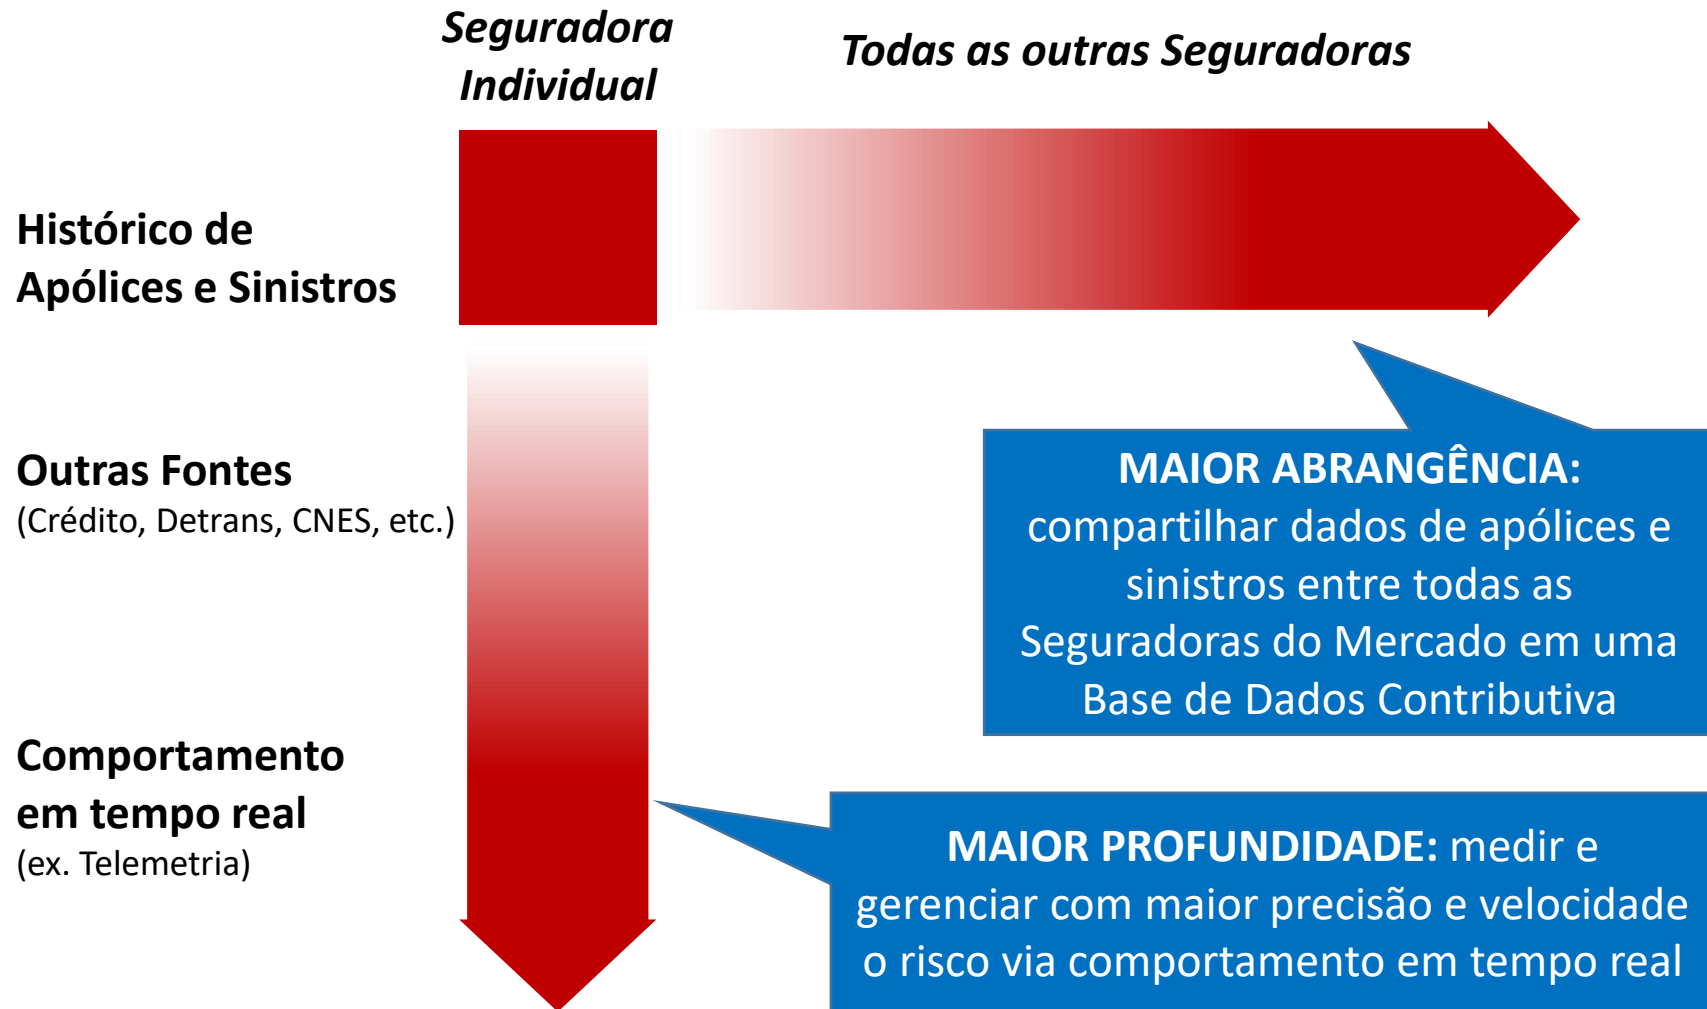 Seguradora
Individual
Todas as outras Seguradoras
Histórico de
Apólices e Sinistros
Outras Fontes
(Crédito, Detrans, CNES, etc.)
MAIOR ABRANGÊNCIA:
compartilhar dados de apólices e
sinistros entre todas as
Seguradoras do Mercado em uma
Base de Dados Contributiva
Comportamento
em tempo real
(ex. Telemetria)
MAIOR PROFUNDIDADE: medir e
gerenciar com maior precisão e velocidade
o risco via comportamento em tempo real